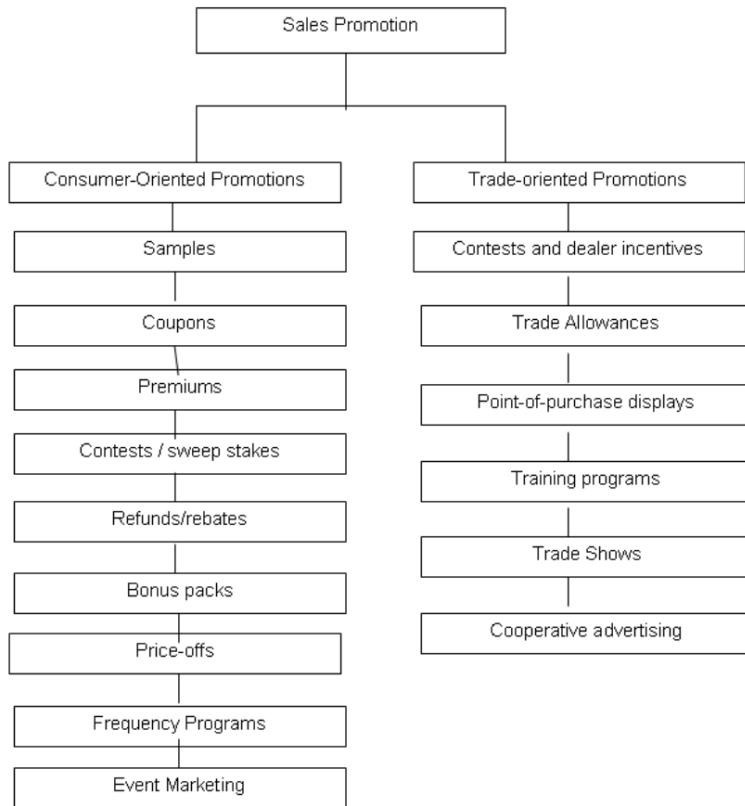 Sales Promotion
Consumer-Oriented Promotions
Samples
Coupons
Premiums
Contests / sweep stakes
Refunds/rebates
Bonus packs
Price-offs
Frequency Programs
Event Marketing
Trade-oriented Promotions
Contests and dealer incentives
Trade Allowances
Point-of-purchase displays
Training programs
Trade Shows
Cooperative advertising